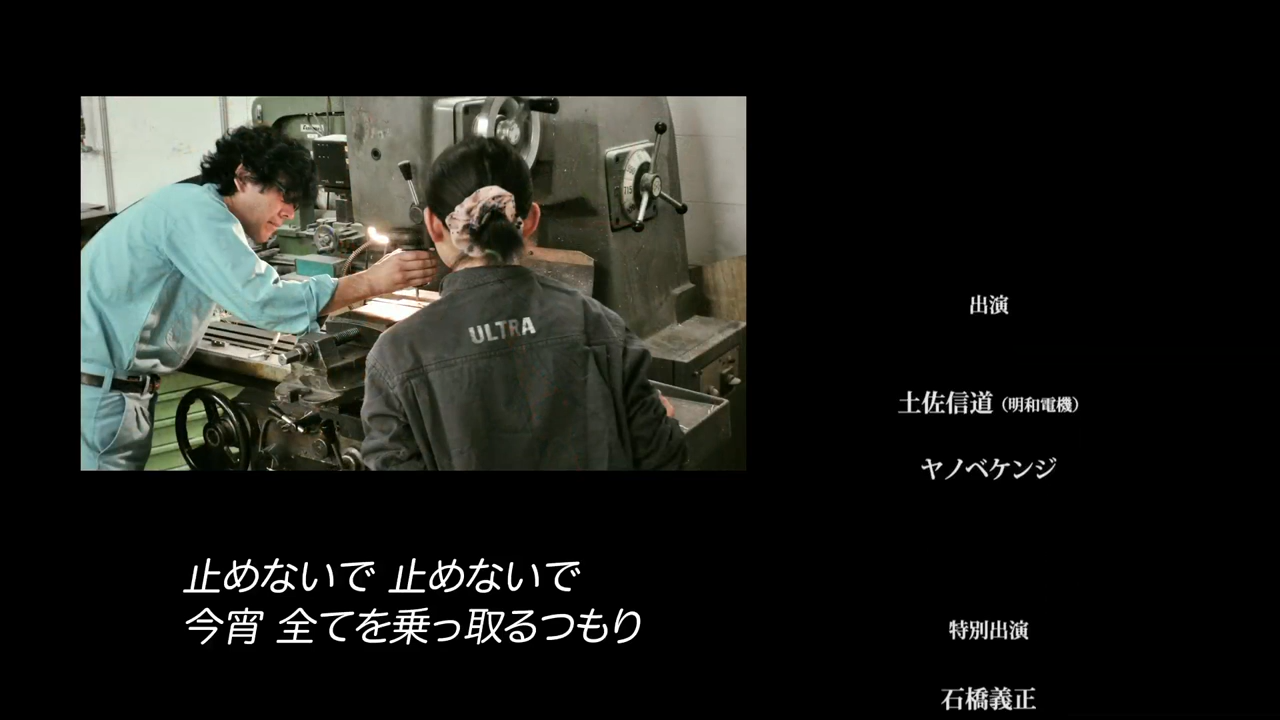 ULTRA
715
止めないで 止めないで
今宵 全てを乗っ取るつもり
出演
土佐信道（明和電機）
ヤノベケンジ
特別出演
石橋義正